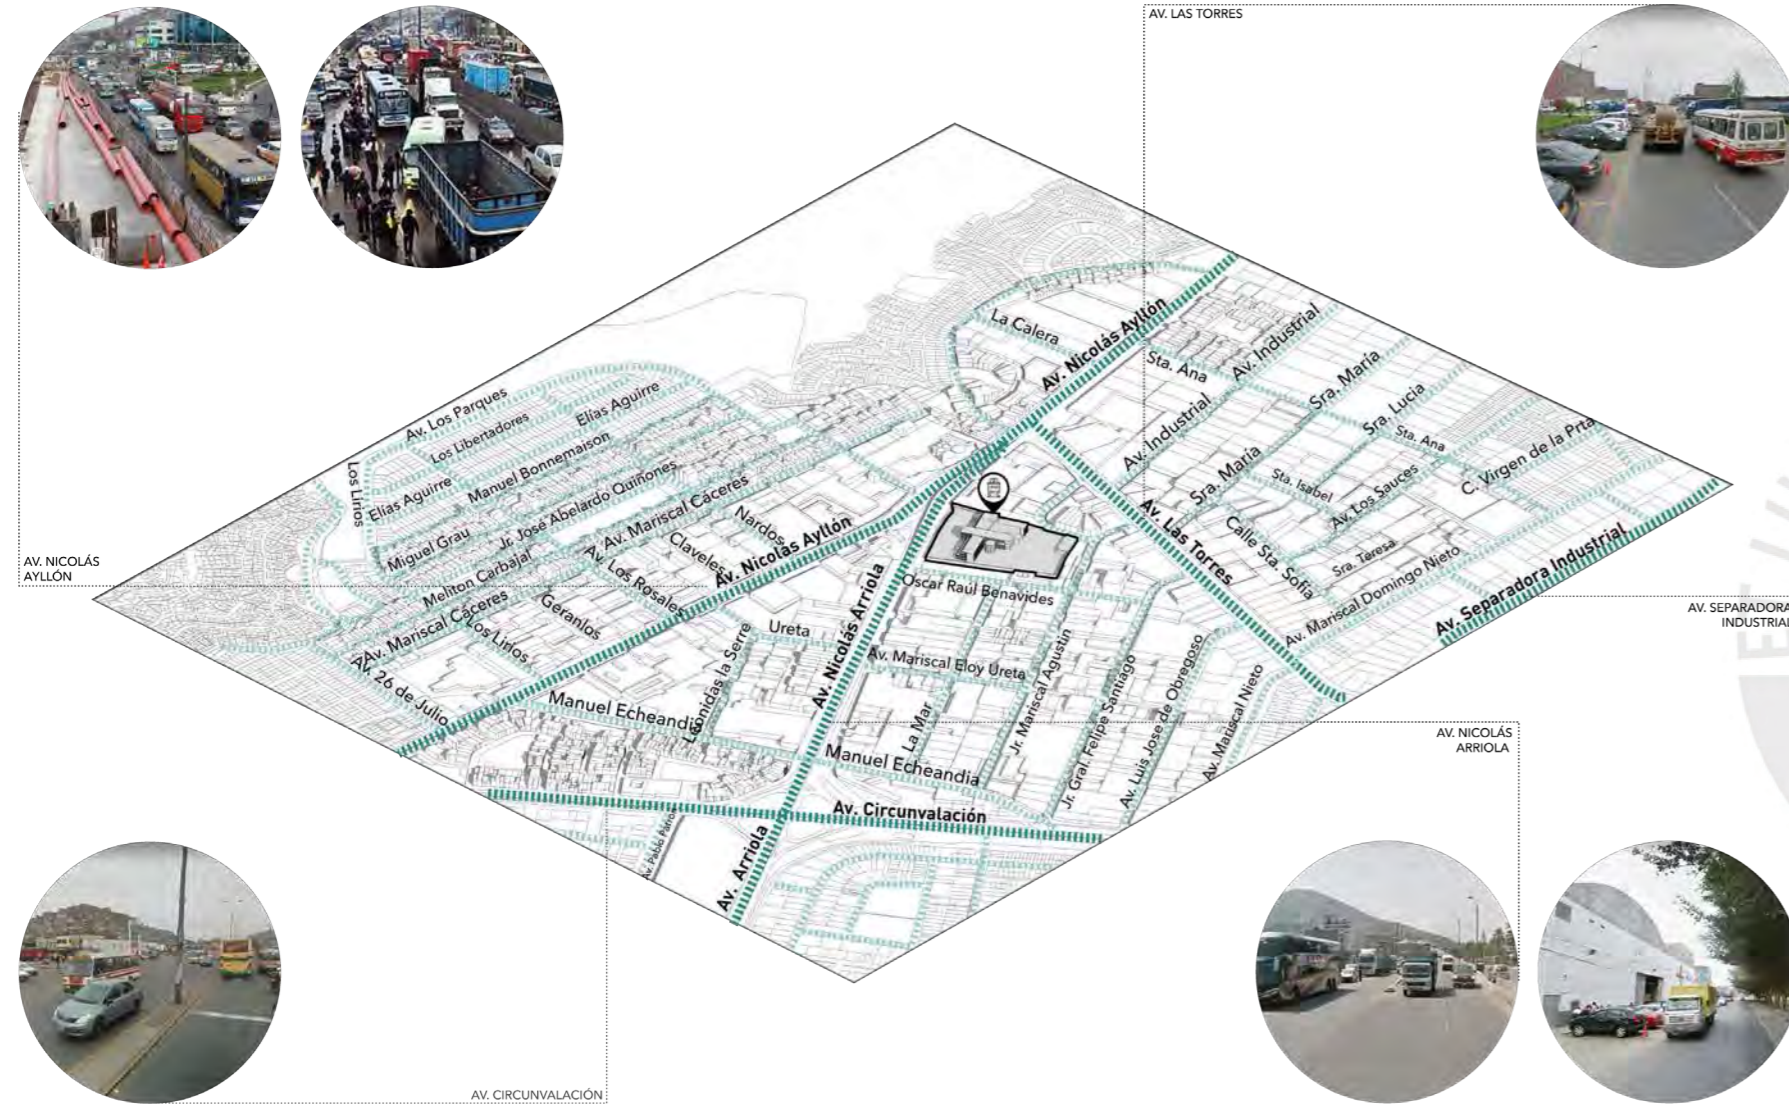 AV. LAS TORRES
La Calera
Av. Nicolás Ayllón
Av. Industrial
Sta. Ana
Sra. María
Sra. Lucia
Av. Los Parques
Elías Aguirre
Los Libertadores
Manuel Bonnemaison
Av. Industrial
Sta. Ana
C. Virgen de la Prta
Los Lirios
Elías Aguirre
Jr. José Abelardo Quiñones
Sra. María
Sta. Isabel
Av. Los Sauces
Miguel Grau
Av. Mariscal Cáceres
Nardos
Av. Las Torres
Calle Sta. Sofía
Sra. Teresa
AV. NICOLÁS
AYLLÓN
Meliton Carbajal
Av. Los Rosales
Claveles
Av. Nicolás Ayllón
Oscar Raúl Benavides
Av. Mariscal Domingo Nieto
Av. Separadora Industrial
AV. SEPARADORA
INDUSTRIAL
Av. Mariscal Cáceres
Geranlos
Los Lirios
Ureta
Av. Nicolás Arriola
Av. Mariscal Eloy Ureta
Av. 26 de Julio
Leonidas la Serre
Manuel Echeandia
La Mar
Jr. Mariscal Agustin
Jr. Gral. Felipe Santiago
Av. Luis Jose de Obregoso
Av. Mariscal Nieto
AV. NICOLÁS
ARRIOLA
Manuel Echeandia
Av. Circunvalación
Av. Pablo Patrón
Av. Arriola
AV. CIRCUNVALACIÓN